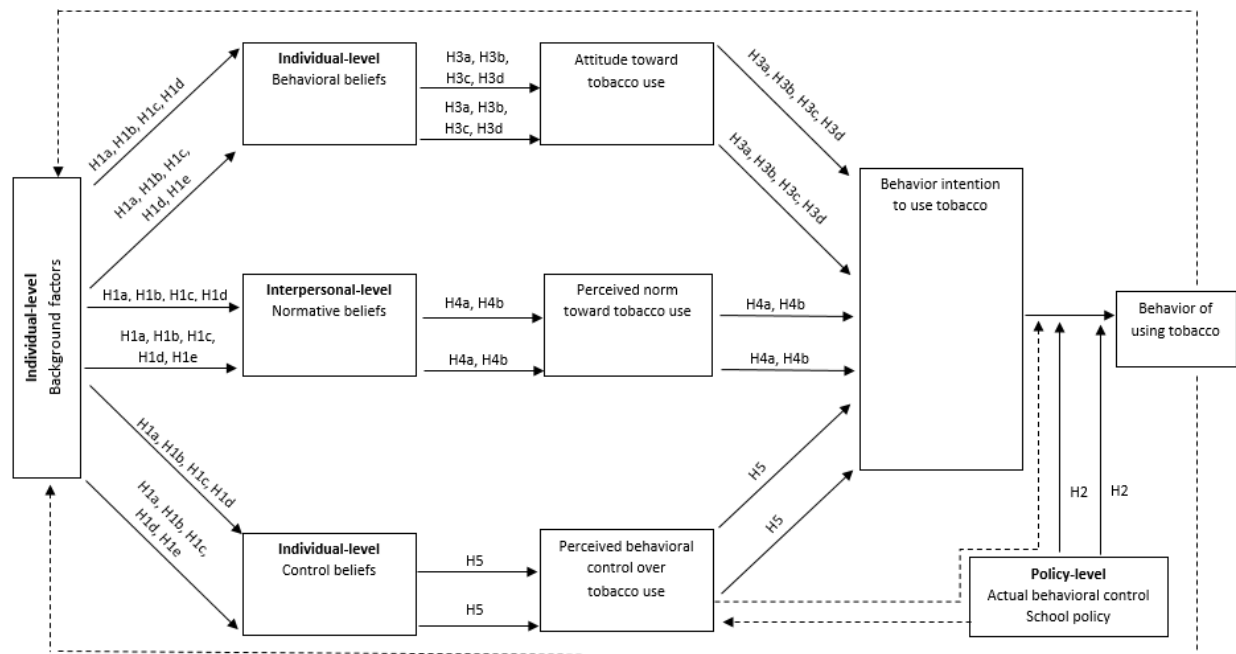 Individual-level
Background factors
H1a, H1b, H1c, H1d
H1a, H1b, H1c,
H1d, H1e
Individual-level
Behavioral beliefs
H3a, H3b,
H3c, H3d
H3a, H3b,
H3c, H3d
Attitude toward
tobacco use
H3a, H3b, H3c, H3d
H3a, H3b, H3c, H3d
H1a, H1b, H1c, H1d
H1a, H1b, H1c,
H1d, H1e
Interpersonal-level
Normative beliefs
H4a, H4b
H4a, H4b
Perceived norm
toward tobacco use
H4a, H4b
H4a, H4b
H1a, H1b, H1c, H1d
H1a, H1b, H1c,
H1d, H1e
Individual-level
Control beliefs
H5
H5
Perceived behavioral
control over
tobacco use
H5
H5
Behavior intention
to use tobacco
Behavior of
using tobacco
H2
H2
Policy-level
Actual behavioral control
School policy